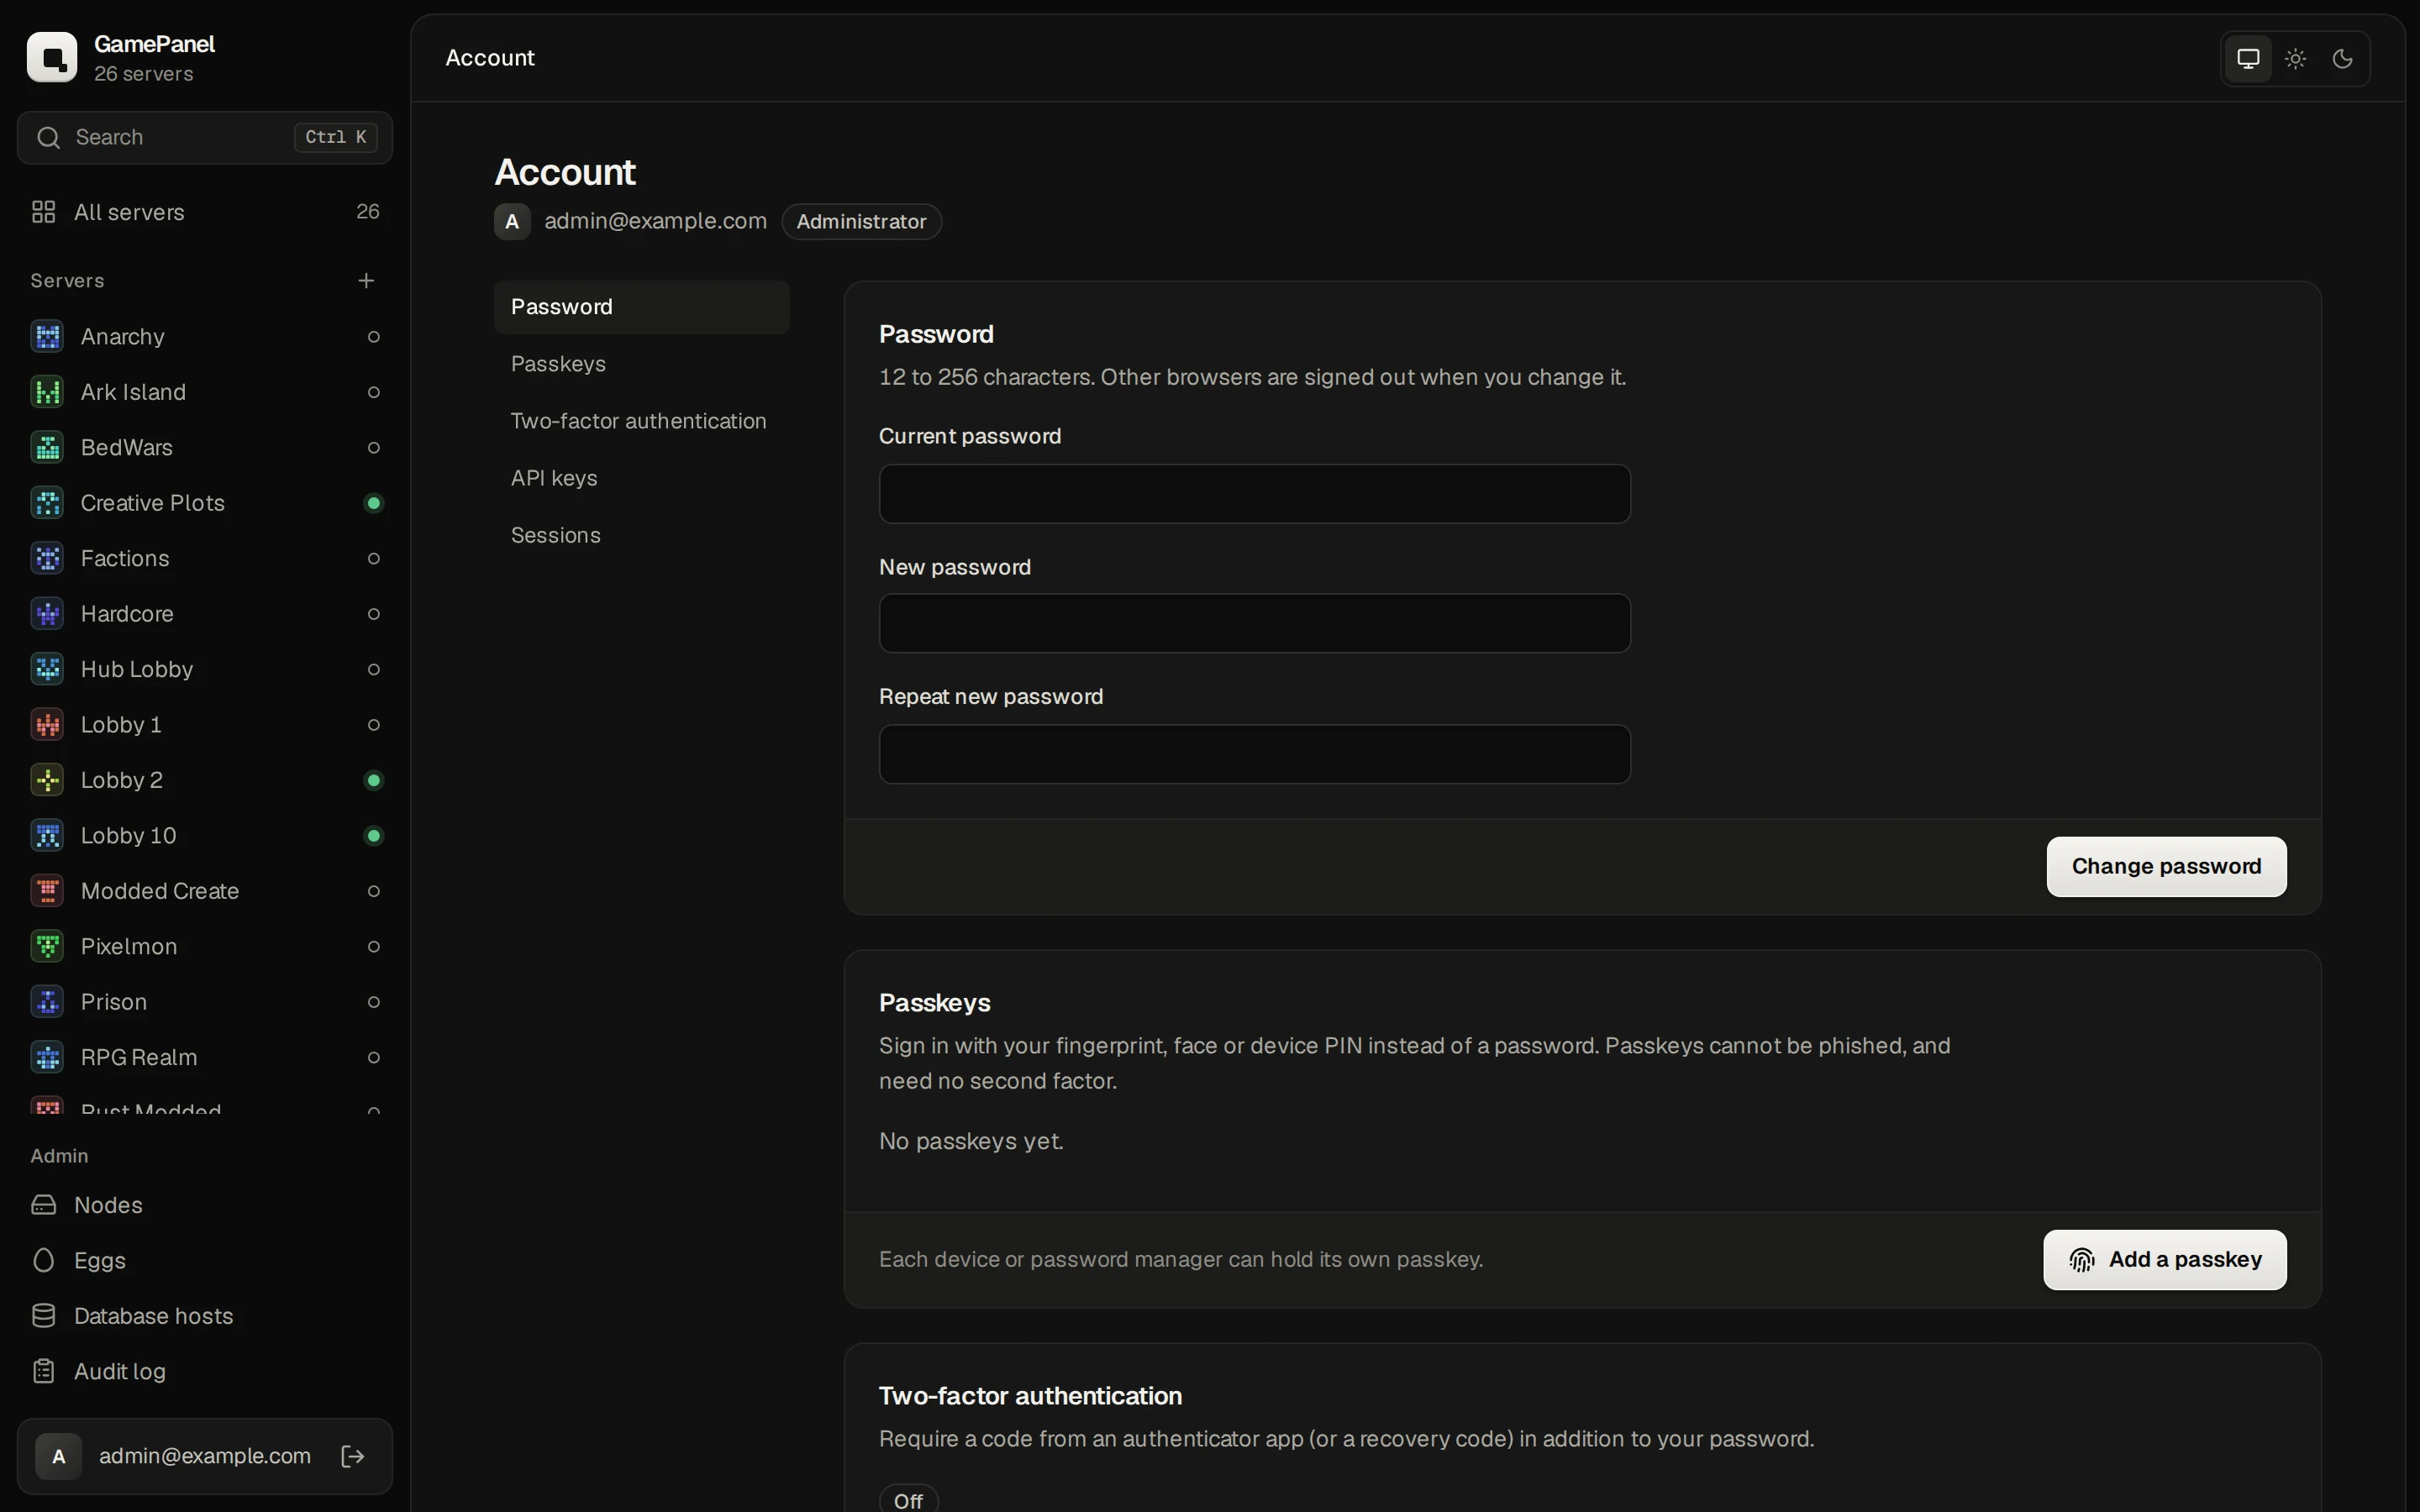 GamePanel
26 servers
Search
Ctrl K
All servers
26
Servers
Anarchy
Ark Island
BedWars
Creative Plots
Factions
Hardcore
Hub Lobby
Lobby 1
Lobby 2
Lobby 10
Modded Create
Pixelmon
Prison
RPG Realm
Rust Modded
Admin
Nodes
Eggs
Database hosts
Audit log
A
admin@example.com
Account
Account
A
admin@example.com
Administrator
Password
Passkeys
Two-factor authentication
API keys
Sessions
Password
12 to 256 characters. Other browsers are signed out when you change it.
Current password
New password
Repeat new password
Change password
Passkeys
Sign in with your fingerprint, face or device PIN instead of a password. Passkeys cannot be phished, and
need no second factor.
No passkeys yet.
Each device or password manager can hold its own passkey.
Add a passkey
Two-factor authentication
Require a code from an authenticator app (or a recovery code) in addition to your password.
Off